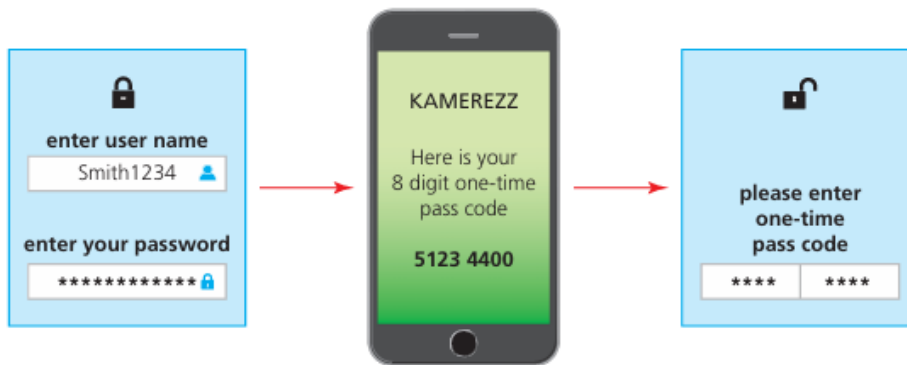 enter user name
Smith1234
enter your password
************
KAMEREZZ
Here is your
8 digit one-time
pass code
5123 4400
please enter
one-time
pass code
**** ****